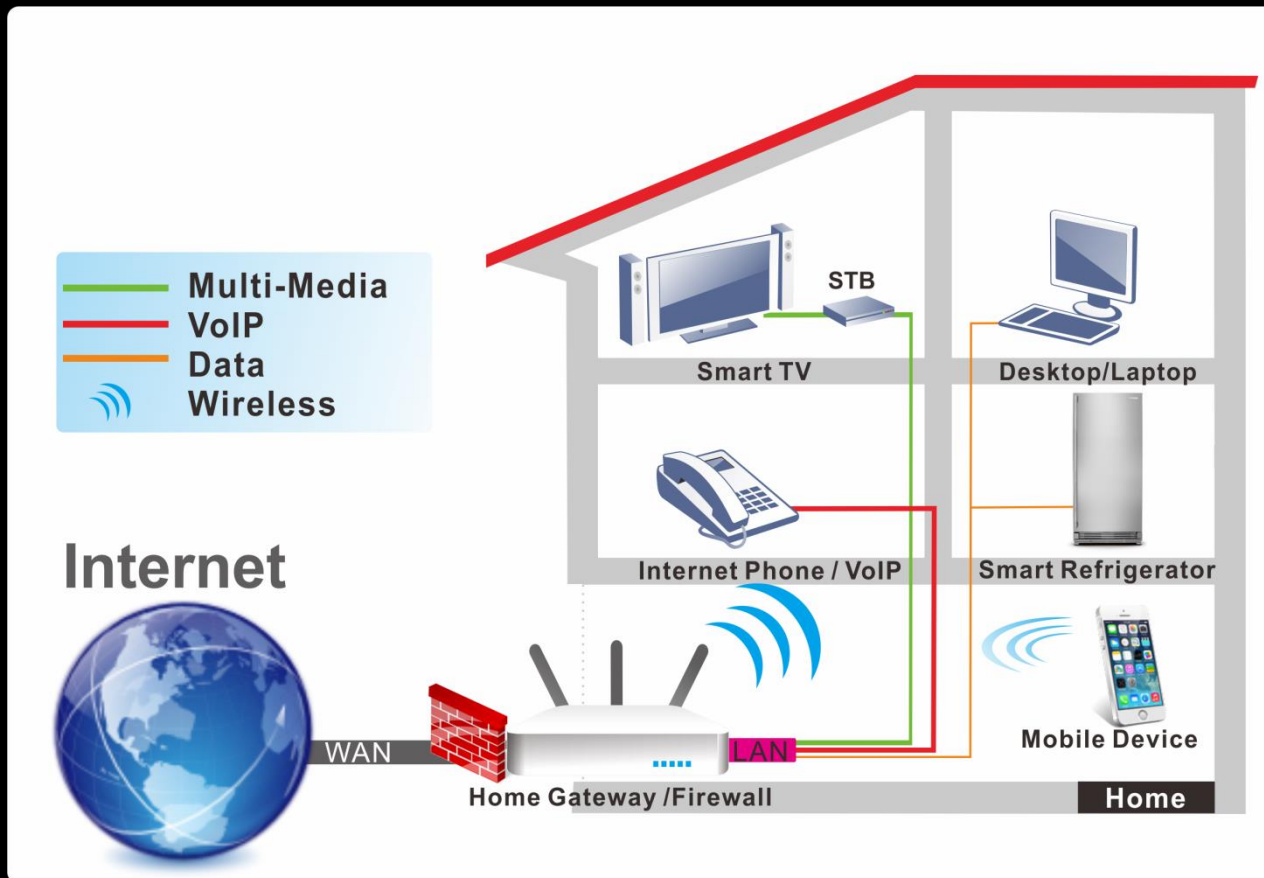 Multi-Media
VoIP
Data
Wireless
STB
Smart TV
Desktop/Laptop
Internet Phone / VoIP
Smart Refrigerator
Internet
WAN
LAN
Mobile Device
Home Gateway /Firewall
Home